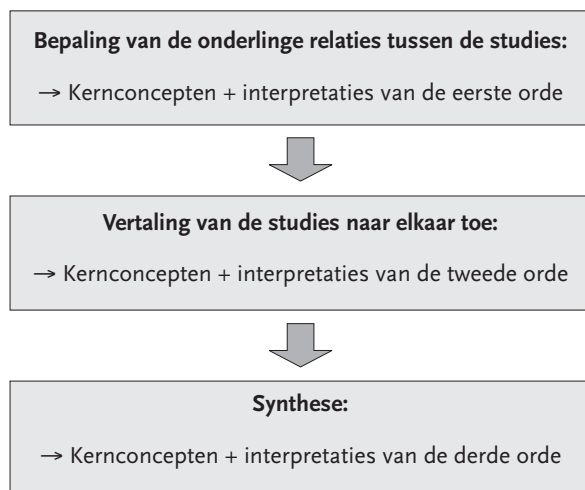 Bepaling van de onderlinge relaties tussen de studies:
→ Kernconcepten + interpretaties van de eerste orde
Vertaling van de studies naar elkaar toe:
→ Kernconcepten + interpretaties van de tweede orde
Synthese:
→ Kernconcepten + interpretaties van de derde orde